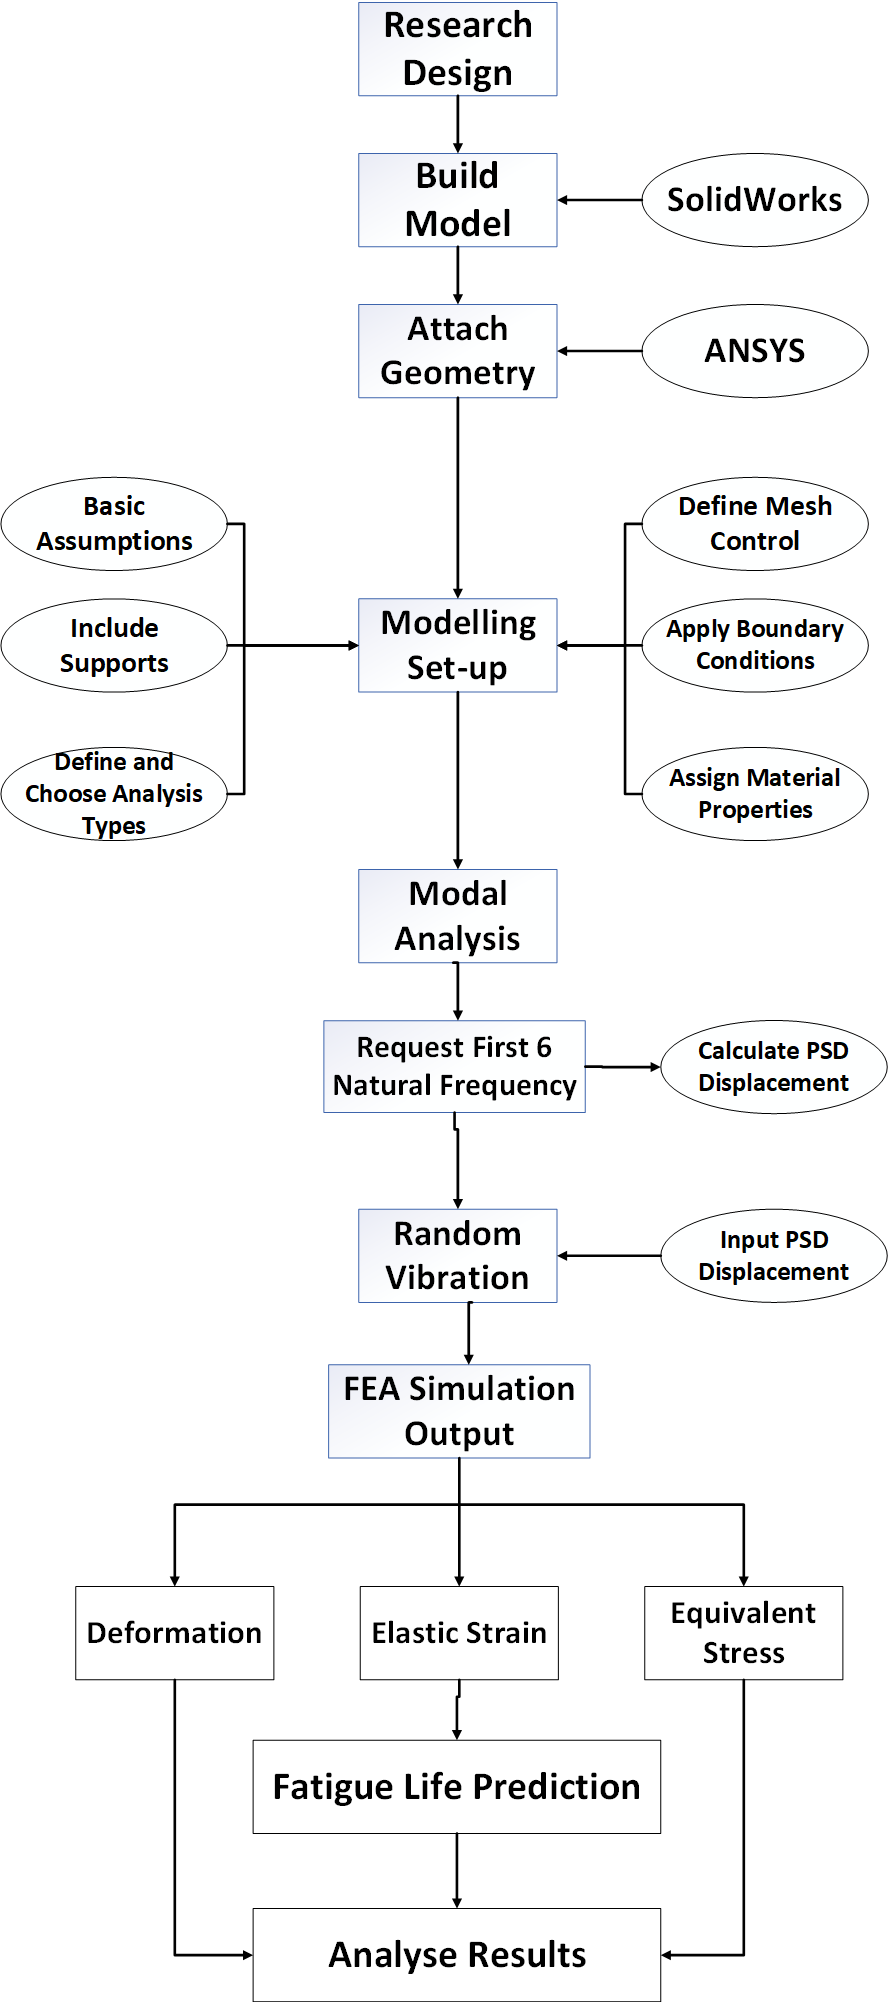 Research
Design
Build
Model
SolidWorks
Attach
Geometry
ANSYS
Basic
Assumptions
Define Mesh
Control
Include
Supports
Modelling
Set-up
Apply Boundary
Conditions
Define and
Choose Analysis
Types
Assign Material
Properties
Modal
Analysis
Request First 6
Natural Frequency
Calculate PSD
Displacement
Random
Vibration
Input PSD
Displacement
FEA Simulation
Output
Deformation
Elastic Strain
Equivalent
Stress
Fatigue Life Prediction
Analyse Results